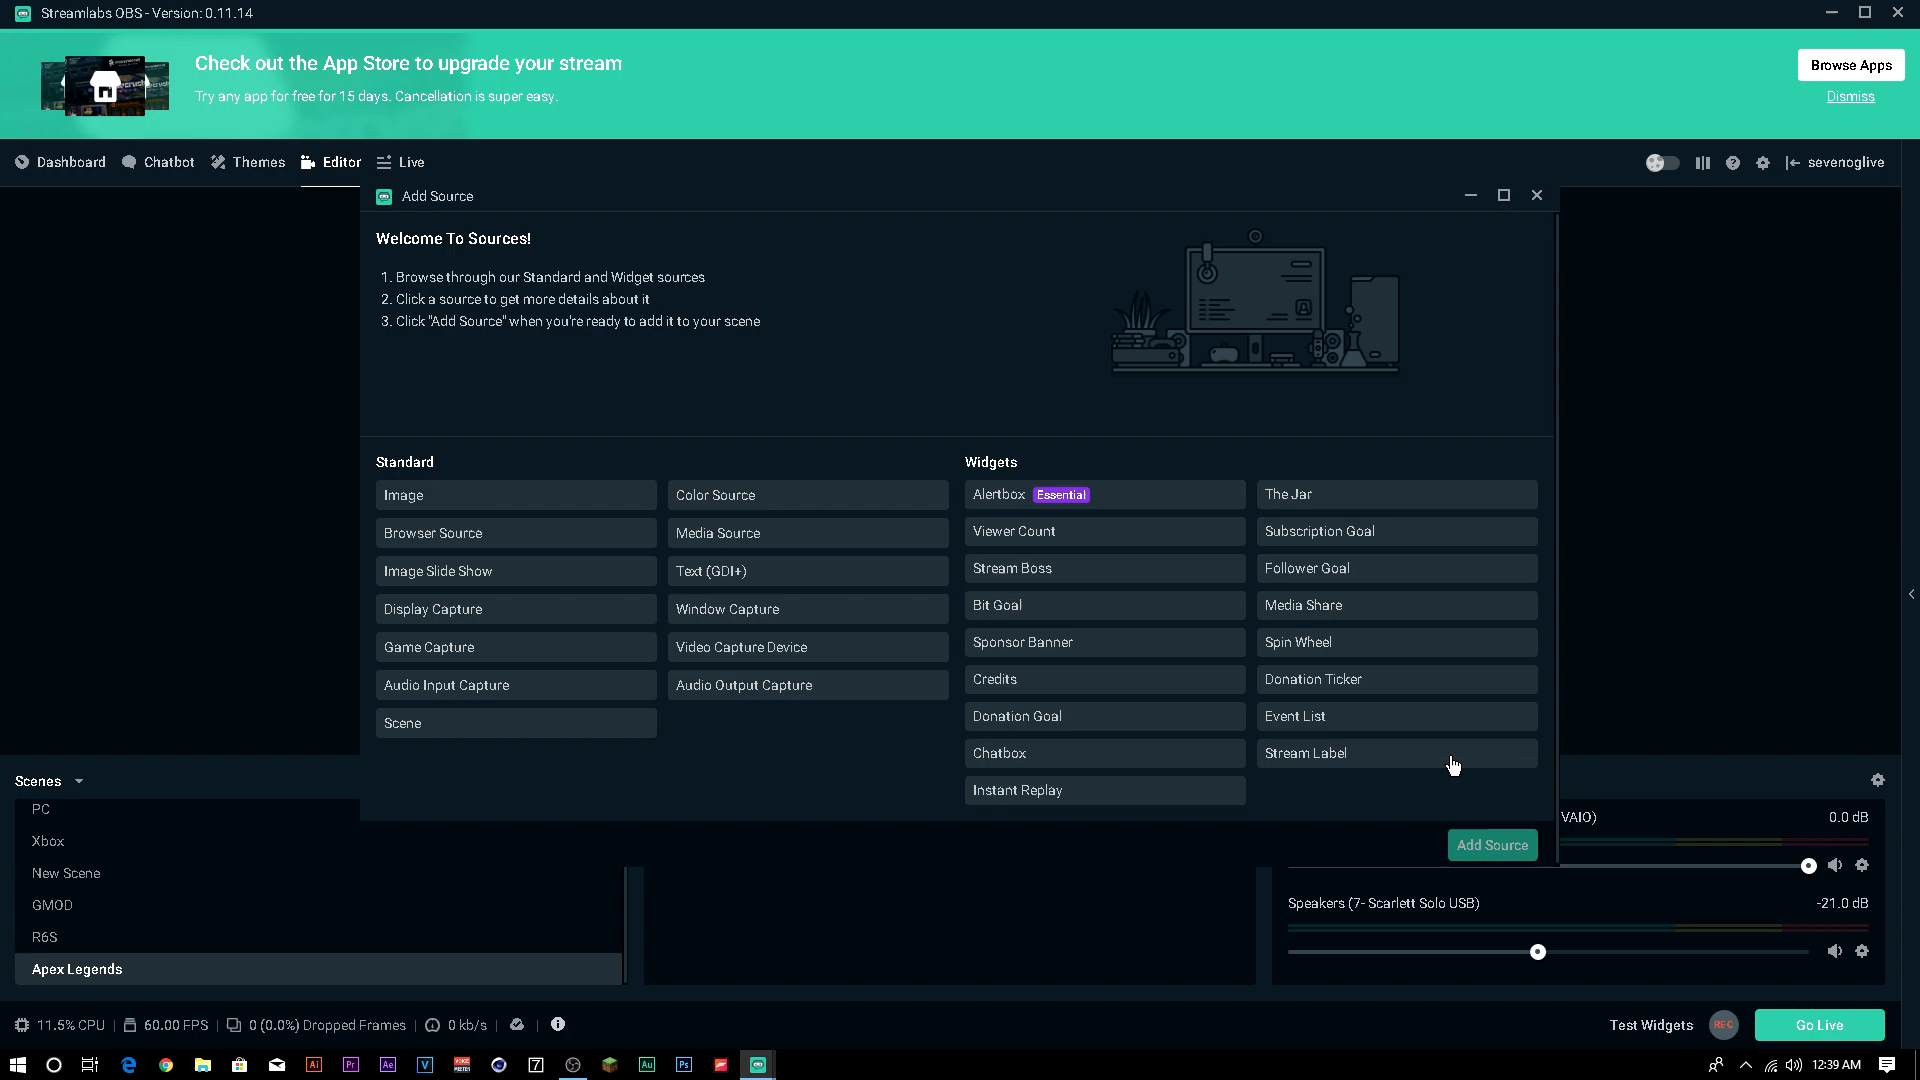 Streamlabs OBS - Version: 0.11.14
Check out the App Store to upgrade your stream
Try any app for free for 15 days. Cancellation is super easy.
Browse Apps
Dismiss
Dashboard Chatbot Themes Editor Live
sevenoglive
Add Source
Welcome To Sources!
1. Browse through our Standard and Widget sources
2. Click a source to get more details about it
3. Click "Add Source" when you're ready to add it to your scene
Standard
Image Color Source
Browser Source Media Source
Image Slide Show Text (GDI+)
Display Capture Window Capture
Game Capture Video Capture Device
Audio Input Capture Audio Output Capture
Scene
Widgets
Alertbox Essential The Jar
Viewer Count Subscription Goal
Stream Boss Follower Goal
Bit Goal Media Share
Sponsor Banner Spin Wheel
Credits Donation Ticker
Donation Goal Event List
Chatbox Stream Label
Instant Replay
Add Source
Scenes
PC
Xbox
New Scene
GMOD
R6S
Apex Legends
VAIO) 0.0 dB
Speakers (7- Scarlett Solo USB) -21.0 dB
11.5% CPU 60.00 FPS 0 (0.0%) Dropped Frames 0 kb/s
Test Widgets REC Go Live
Ai Pr Ae V 7 Au Ps
12:39 AM